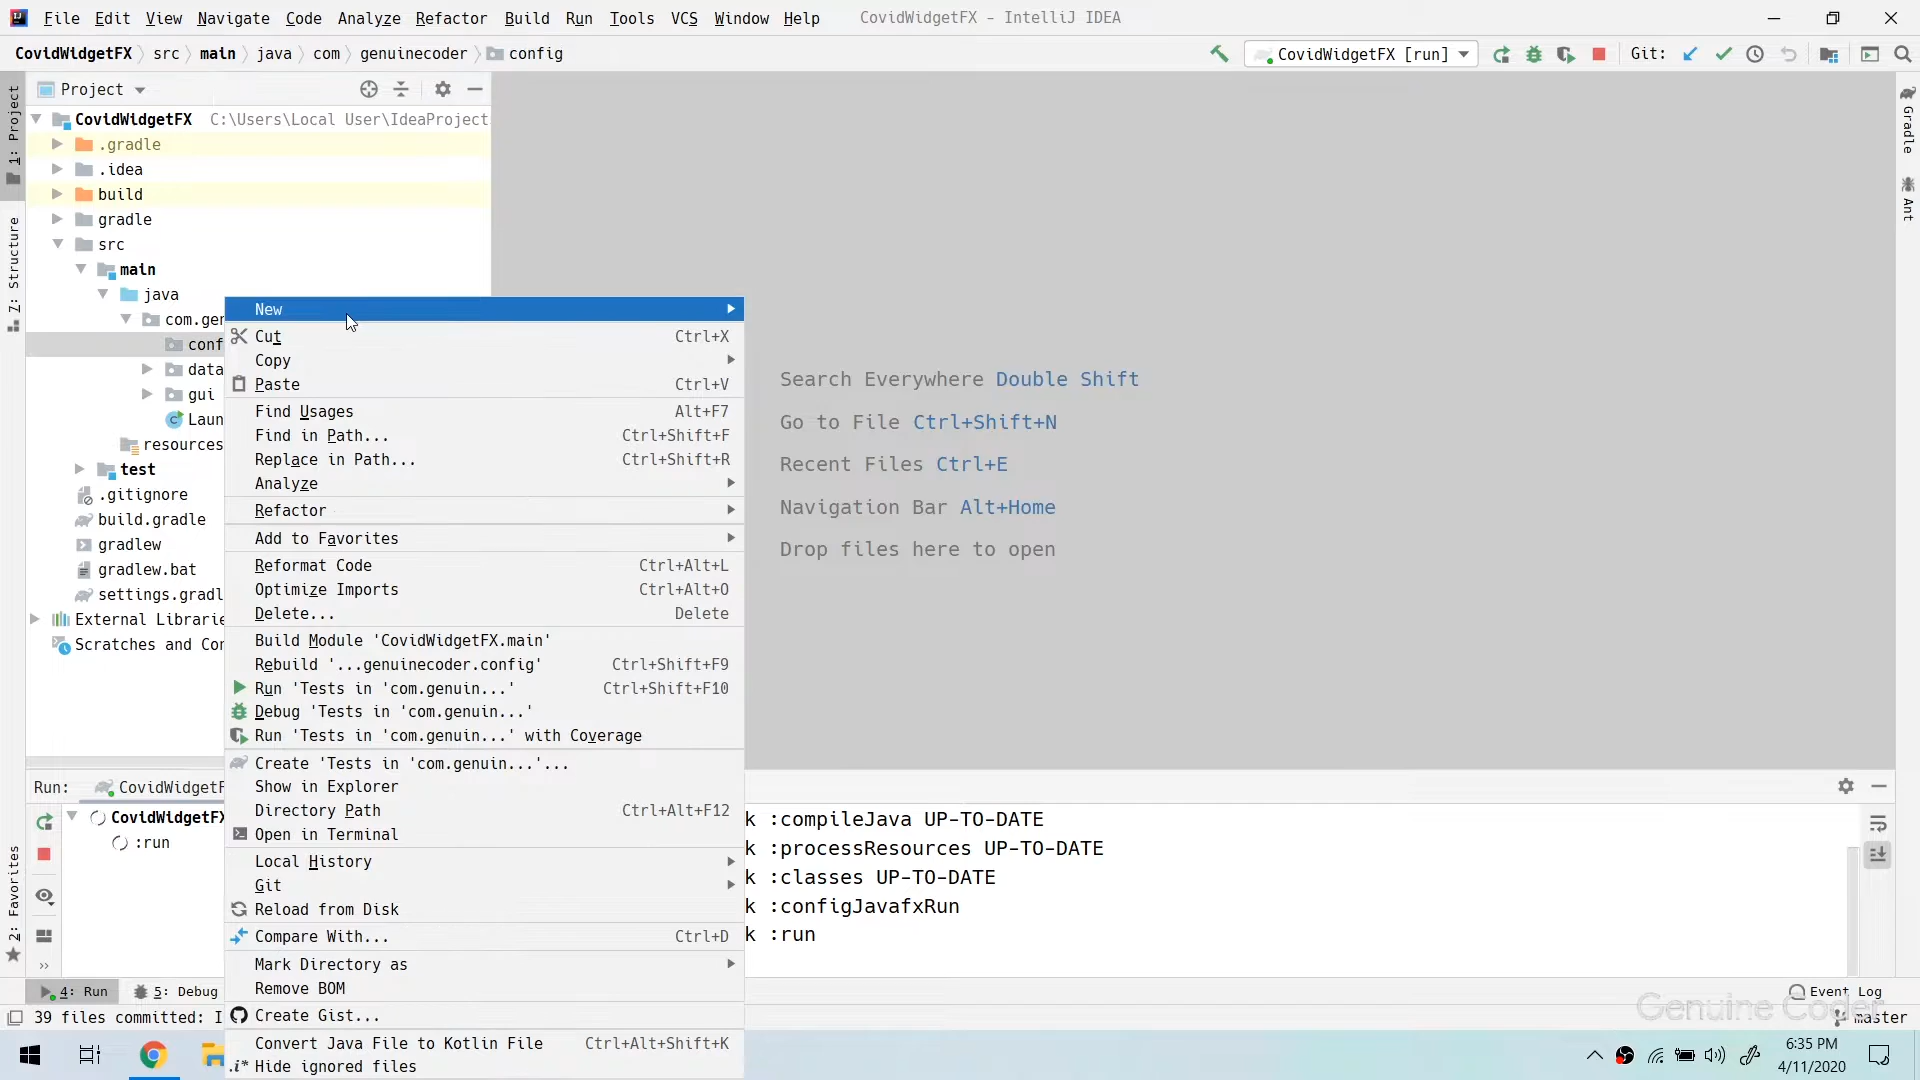 File Edit View Navigate Code Analyze Refactor Build Run Tools VCS Window Help CovidWidgetFX - IntelliJ IDEA
CovidWidgetFX src main java com genuinecoder config CovidWidgetFX [run] Git:
1: Project
7: Structure
2: Favorites
Project
CovidWidgetFX C:\Users\Local User\IdeaProject
.gradle
.idea
build
gradle
src
main
java
com.gen
conf
data
gui
Laun
resources
test
.gitignore
build.gradle
gradlew
gradlew.bat
settings.gradl
External Librarie
Scratches and Con
New
Cut Ctrl+X
Copy
Paste Ctrl+V
Find Usages Alt+F7
Find in Path... Ctrl+Shift+F
Replace in Path... Ctrl+Shift+R
Analyze
Refactor
Add to Favorites
Reformat Code Ctrl+Alt+L
Optimize Imports Ctrl+Alt+O
Delete... Delete
Build Module 'CovidWidgetFX.main'
Rebuild '...genuinecoder.config' Ctrl+Shift+F9
Run 'Tests in 'com.genuin...' Ctrl+Shift+F10
Debug 'Tests in 'com.genuin...'
Run 'Tests in 'com.genuin...' with Coverage
Create 'Tests in 'com.genuin...'...
Show in Explorer
Directory Path Ctrl+Alt+F12
Open in Terminal
Local History
Git
Reload from Disk
Compare With... Ctrl+D
Mark Directory as
Remove BOM
Create Gist...
Convert Java File to Kotlin File Ctrl+Alt+Shift+K
.i* Hide ignored files
Search Everywhere Double Shift
Go to File Ctrl+Shift+N
Recent Files Ctrl+E
Navigation Bar Alt+Home
Drop files here to open
Gradle
Ant
Run: CovidWidgetF
CovidWidgetFX
:run
k :compileJava UP-TO-DATE
k :processResources UP-TO-DATE
k :classes UP-TO-DATE
k :configJavafxRun
k :run
4: Run 5: Debug Event Log
Genuine Coder
39 files committed: I master
6:35 PM
4/11/2020